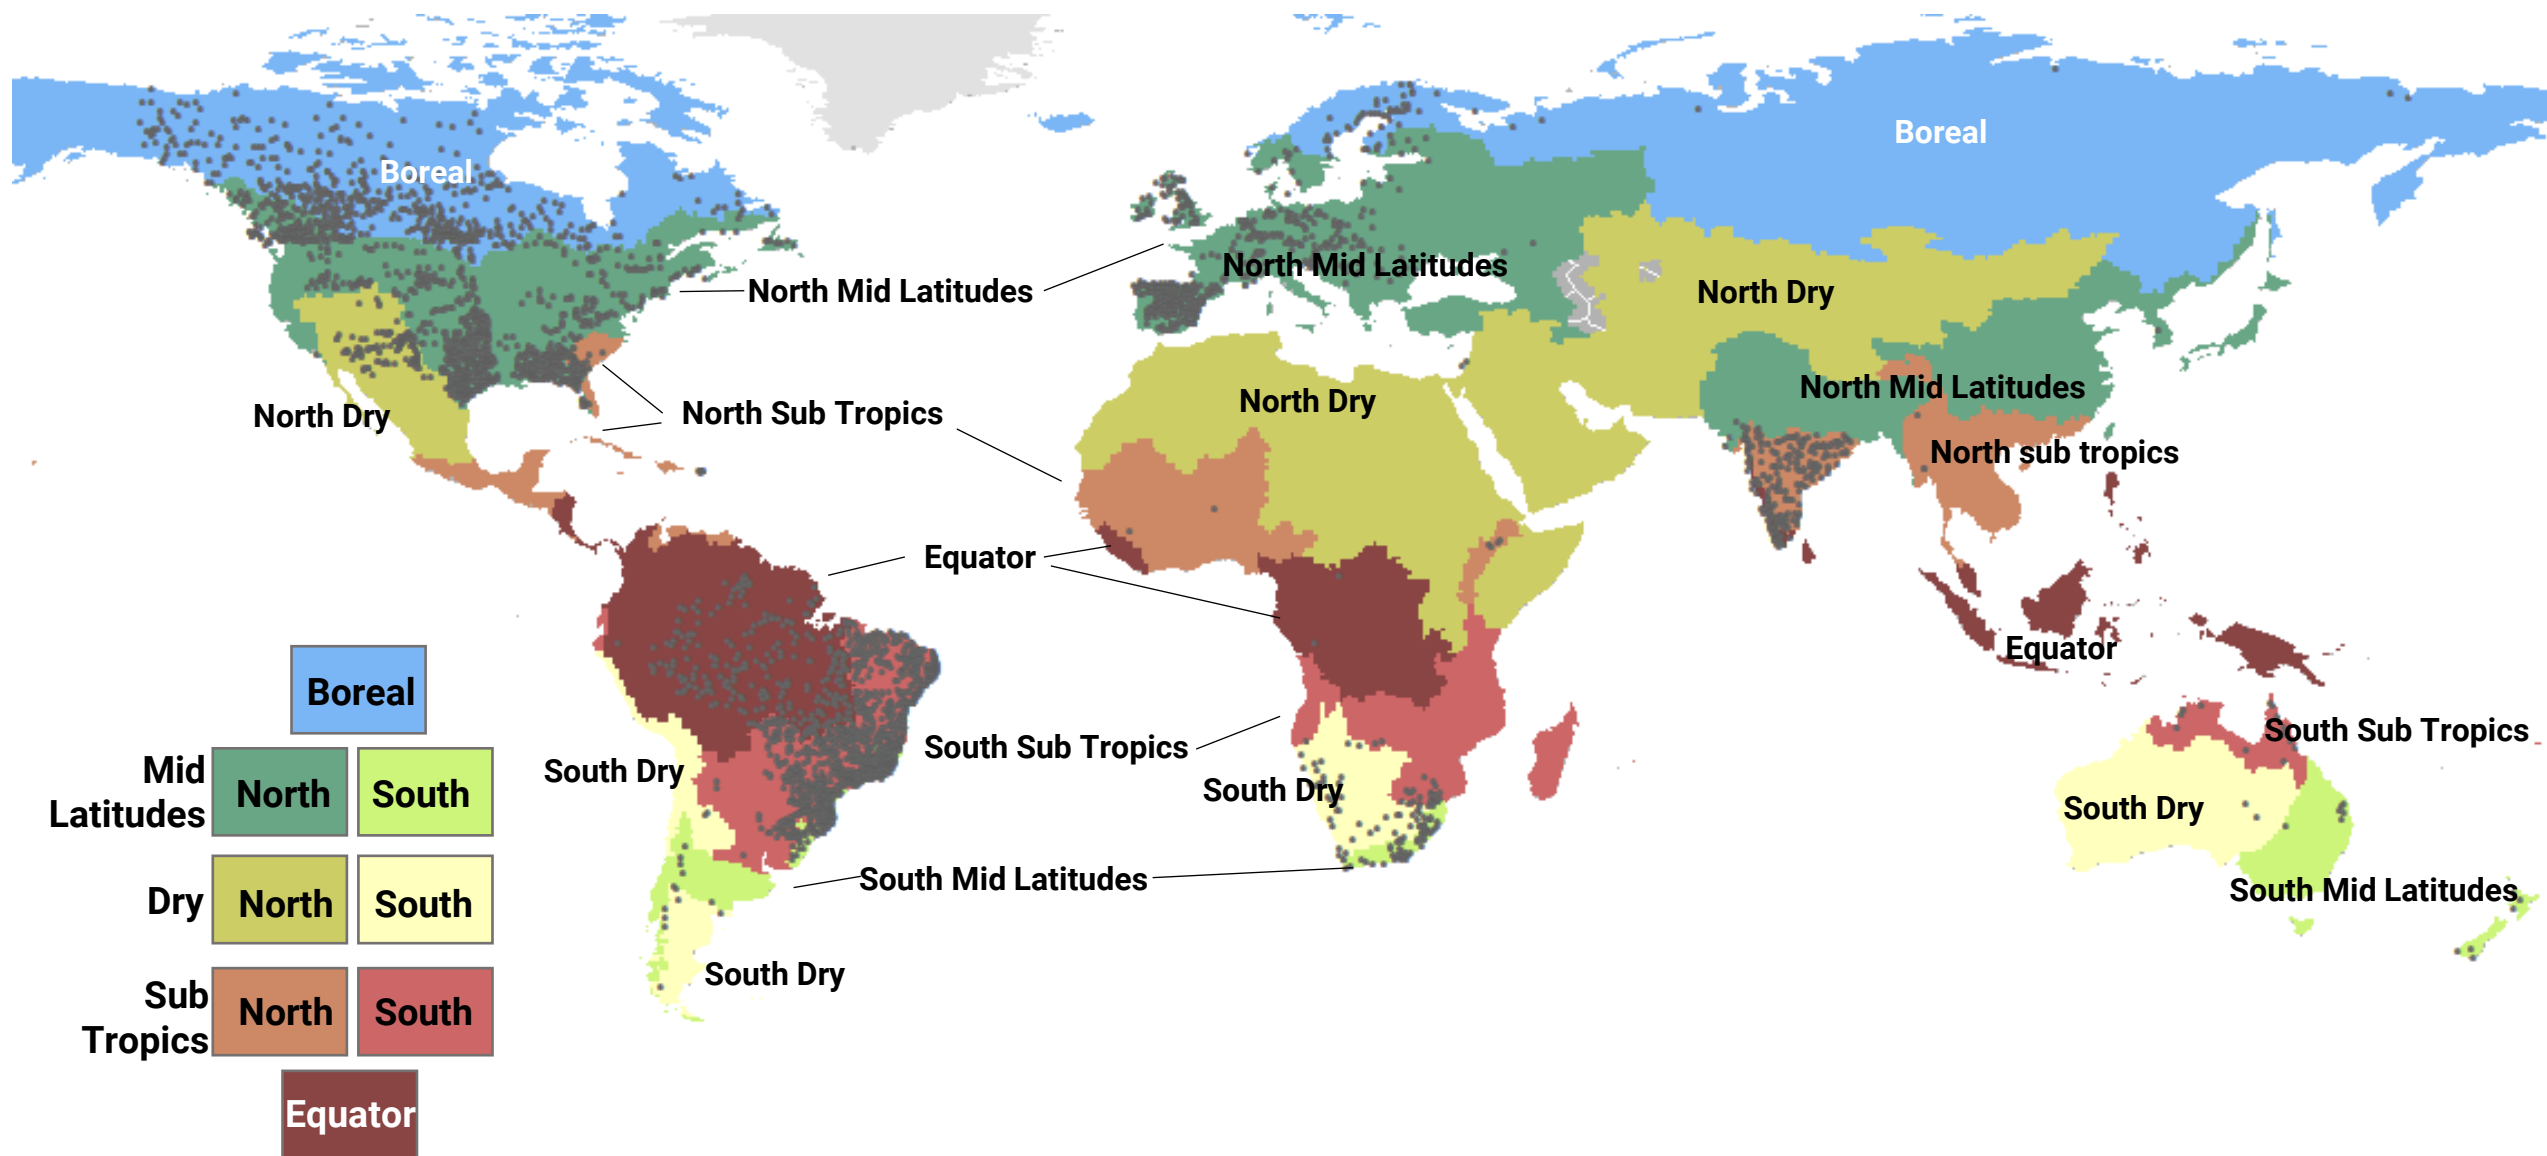 Boreal
Boreal
North Mid Latitudes
North Mid Latitudes
North Dry
North Mid Latitudes
North Dry
North Dry
North Sub Tropics
North sub tropics
Equator
Equator
South Sub Tropics
South Sub Tropics
South Dry
South Dry
South Dry
South Mid Latitudes
South Mid Latitudes
South Dry
Boreal
Mid
Latitudes
North
South
Dry
North
South
Sub
Tropics
North
South
Equator